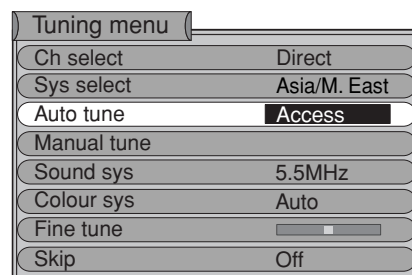 Tuning menu
Ch select Direct
Sys select Asia/M. East
Auto tune Access
Manual tune
Sound sys 5.5MHz
Colour sys Auto
Fine tune
Skip Off